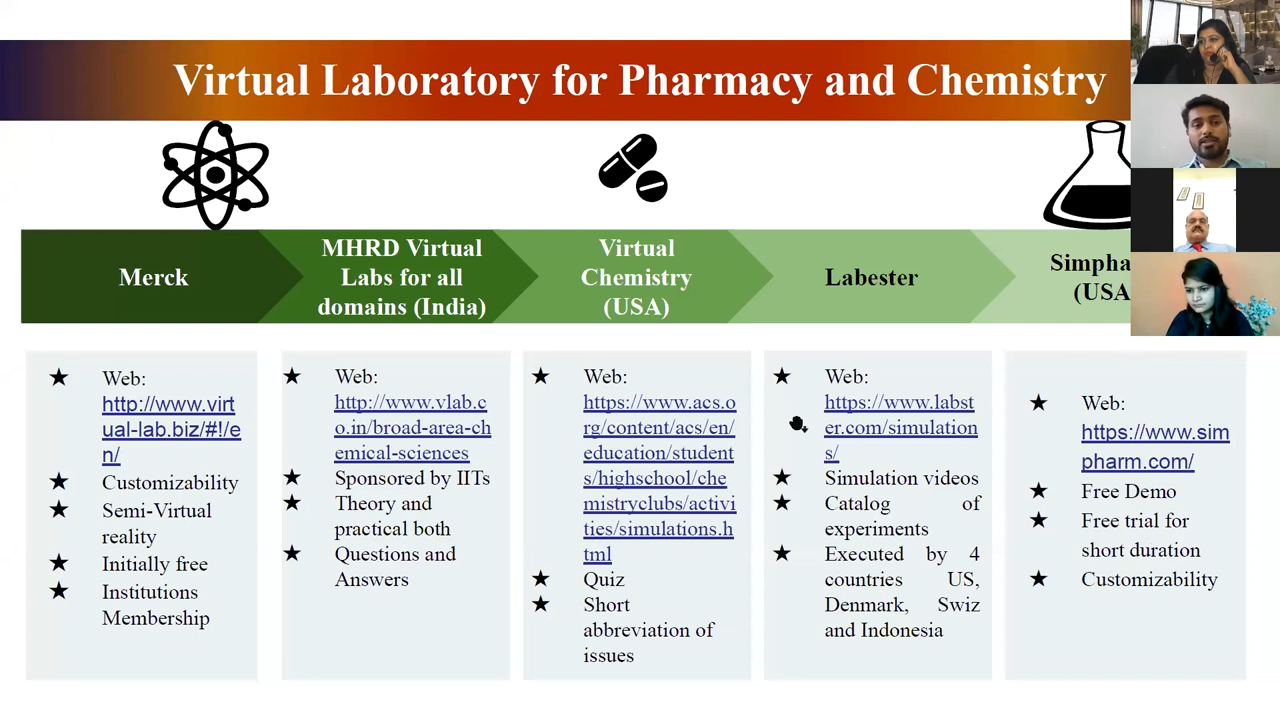 Virtual Laboratory for Pharmacy and Chemistry
Merck
MHRD Virtual
Labs for all
domains (India)
Virtual
Chemistry
(USA)
Labester
Simpha
(USA
Web:
http://www.virt
ual-lab.biz/#!/e
n/
Customizability
Semi-Virtual
reality
Initially free
Institutions
Membership
Web:
http://www.vlab.c
o.in/broad-area-ch
emical-sciences
Sponsored by IITs
Theory and
practical both
Questions and
Answers
Web:
https://www.acs.o
rg/content/acs/en/
education/student
s/highschool/che
mistryclubs/activi
ties/simulations.h
tml
Quiz
Short
abbreviation of
issues
Web:
https://www.labst
er.com/simulation
s/
Simulation videos
Catalog of
experiments
Executed by 4
countries US,
Denmark, Swiz
and Indonesia
Web:
https://www.sim
pharm.com/
Free Demo
Free trial for
short duration
Customizability